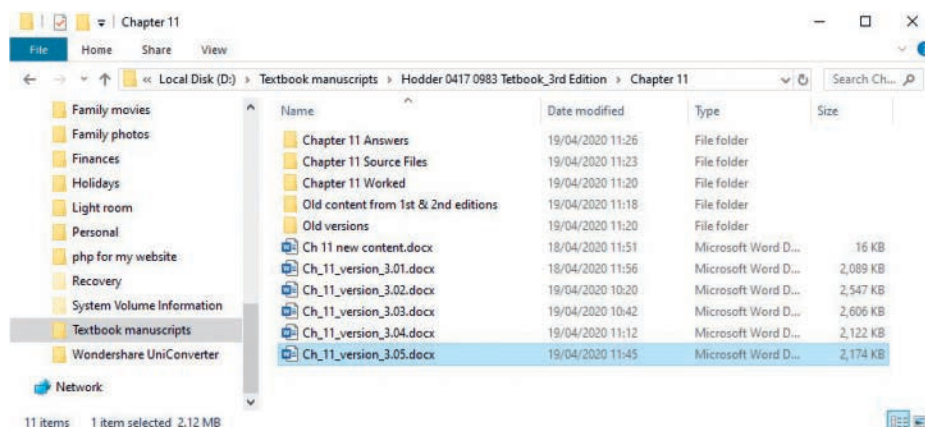 Chapter 11
File Home Share View
« Local Disk (D:) › Textbook manuscripts › Hodder 0417 0983 Tetbook_3rd Edition › Chapter 11 Search Ch...
Name Date modified Type Size
Family movies
Family photos
Finances
Holidays
Light room
Personal
php for my website
Recovery
System Volume Information
Textbook manuscripts
Wondershare UniConverter
Network
Chapter 11 Answers 19/04/2020 11:26 File folder
Chapter 11 Source Files 19/04/2020 11:23 File folder
Chapter 11 Worked 19/04/2020 11:20 File folder
Old content from 1st & 2nd editions 19/04/2020 11:18 File folder
Old versions 19/04/2020 11:20 File folder
Ch 11 new content.docx 18/04/2020 11:51 Microsoft Word D... 16 KB
Ch_11_version_3.01.docx 18/04/2020 11:56 Microsoft Word D... 2,089 KB
Ch_11_version_3.02.docx 19/04/2020 10:20 Microsoft Word D... 2,547 KB
Ch_11_version_3.03.docx 19/04/2020 10:42 Microsoft Word D... 2,606 KB
Ch_11_version_3.04.docx 19/04/2020 11:12 Microsoft Word D... 2,122 KB
Ch_11_version_3.05.docx 19/04/2020 11:45 Microsoft Word D... 2,174 KB
11 items 1 item selected 2.12 MB